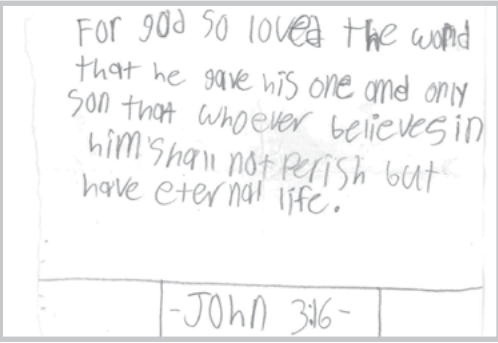 For god so loved the world
that he gave his one and only
son that whoever believes in
him shall not perish but
have eternal life.
-JOhn 3:16-